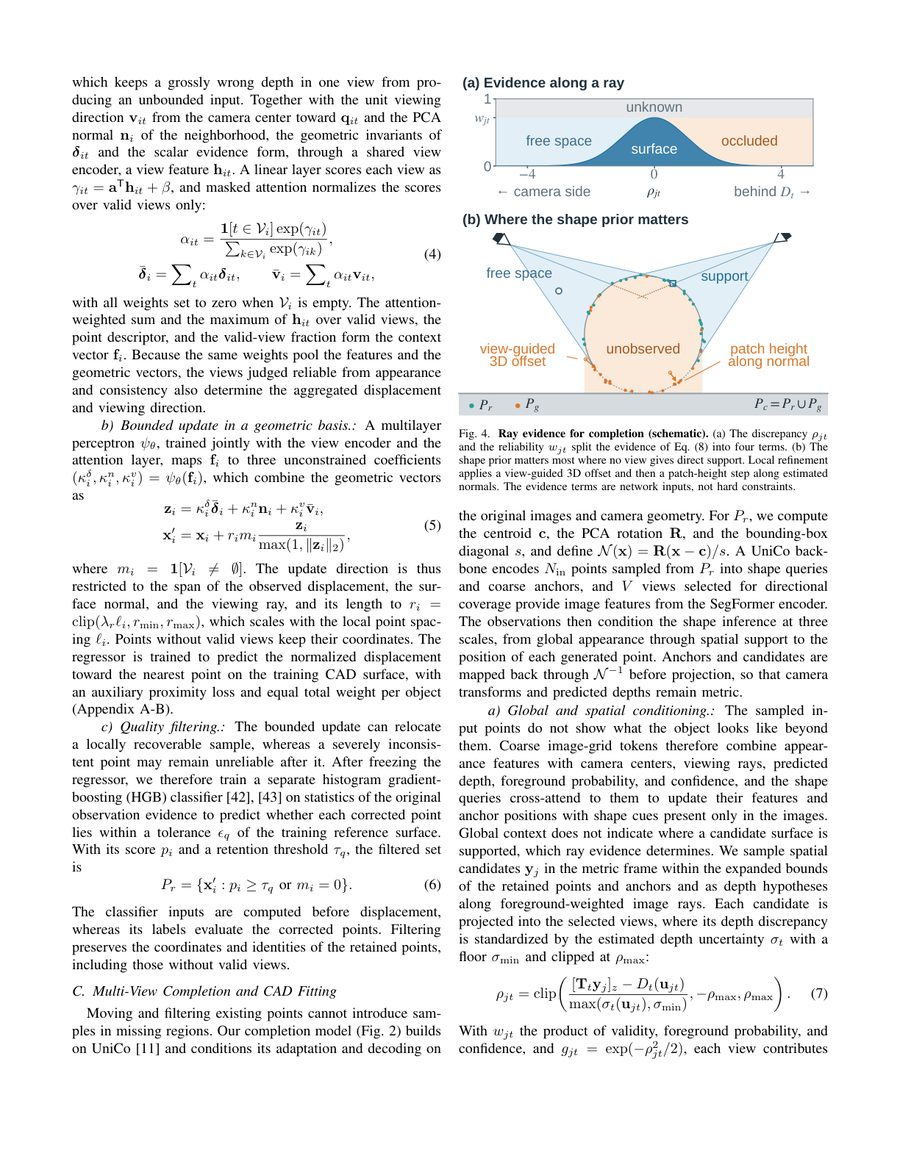 which keeps a grossly wrong depth in one view from pro-
ducing an unbounded input. Together with the unit viewing
direction v_it from the camera center toward q_it and the PCA
normal n_i of the neighborhood, the geometric invariants of
δ_it and the scalar evidence form, through a shared view
encoder, a view feature h_it. A linear layer scores each view as
γ_it = a^⊤h_it + β, and masked attention normalizes the scores
over valid views only:
α_it = 1[t ∈ V_i] exp(γ_it) / ∑_{k∈V_i} exp(γ_ik),
δ̄_i = ∑_t α_it δ_it,   v̄_i = ∑_t α_it v_it,   (4)
with all weights set to zero when V_i is empty. The attention-
weighted sum and the maximum of h_it over valid views, the
point descriptor, and the valid-view fraction form the context
vector f_i. Because the same weights pool the features and the
geometric vectors, the views judged reliable from appearance
and consistency also determine the aggregated displacement
and viewing direction.
b) Bounded update in a geometric basis.: A multilayer
perceptron ψ_θ, trained jointly with the view encoder and the
attention layer, maps f_i to three unconstrained coefficients
(κ_i^δ, κ_i^n, κ_i^v) = ψ_θ(f_i), which combine the geometric vectors
as
z_i = κ_i^δ δ̄_i + κ_i^n n_i + κ_i^v v̄_i,
x′_i = x_i + r_i m_i z_i / max(1, ‖z_i‖_2),   (5)
where m_i = 1[V_i ≠ ∅]. The update direction is thus
restricted to the span of the observed displacement, the sur-
face normal, and the viewing ray, and its length to r_i =
clip(λ_r ℓ_i, r_min, r_max), which scales with the local point spac-
ing ℓ_i. Points without valid views keep their coordinates. The
regressor is trained to predict the normalized displacement
toward the nearest point on the training CAD surface, with
an auxiliary proximity loss and equal total weight per object
(Appendix A-B).
c) Quality filtering.: The bounded update can relocate
a locally recoverable sample, whereas a severely inconsis-
tent point may remain unreliable after it. After freezing the
regressor, we therefore train a separate histogram gradient-
boosting (HGB) classifier [42], [43] on statistics of the original
observation evidence to predict whether each corrected point
lies within a tolerance ϵ_q of the training reference surface.
With its score p_i and a retention threshold τ_q, the filtered set
is
P_r = {x′_i : p_i ≥ τ_q or m_i = 0}.   (6)
The classifier inputs are computed before displacement,
whereas its labels evaluate the corrected points. Filtering
preserves the coordinates and identities of the retained points,
including those without valid views.
C. Multi-View Completion and CAD Fitting
Moving and filtering existing points cannot introduce sam-
ples in missing regions. Our completion model (Fig. 2) builds
on UniCo [11] and conditions its adaptation and decoding on
(a) Evidence along a ray
1
unknown
w_jt
free space
surface
occluded
0
−4 0 4
← camera side ρ_jt behind D_t →
(b) Where the shape prior matters
free space
support
view-guided
3D offset
unobserved
patch height
along normal
P_r P_g P_c = P_r ∪ P_g
Fig. 4. Ray evidence for completion (schematic). (a) The discrepancy ρ_jt
and the reliability w_jt split the evidence of Eq. (8) into four terms. (b) The
shape prior matters most where no view gives direct support. Local refinement
applies a view-guided 3D offset and then a patch-height step along estimated
normals. The evidence terms are network inputs, not hard constraints.
the original images and camera geometry. For P_r, we compute
the centroid c, the PCA rotation R, and the bounding-box
diagonal s, and define N(x) = R(x − c)/s. A UniCo back-
bone encodes N_in points sampled from P_r into shape queries
and coarse anchors, and V views selected for directional
coverage provide image features from the SegFormer encoder.
The observations then condition the shape inference at three
scales, from global appearance through spatial support to the
position of each generated point. Anchors and candidates are
mapped back through N^−1 before projection, so that camera
transforms and predicted depths remain metric.
a) Global and spatial conditioning.: The sampled in-
put points do not show what the object looks like beyond
them. Coarse image-grid tokens therefore combine appear-
ance features with camera centers, viewing rays, predicted
depth, foreground probability, and confidence, and the shape
queries cross-attend to them to update their features and
anchor positions with shape cues present only in the images.
Global context does not indicate where a candidate surface is
supported, which ray evidence determines. We sample spatial
candidates y_j in the metric frame within the expanded bounds
of the retained points and anchors and as depth hypotheses
along foreground-weighted image rays. Each candidate is
projected into the selected views, where its depth discrepancy
is standardized by the estimated depth uncertainty σ_t with a
floor σ_min and clipped at ρ_max:
ρ_jt = clip( ([T_t y_j]_z − D_t(u_jt)) / max(σ_t(u_jt), σ_min), −ρ_max, ρ_max ).   (7)
With w_jt the product of validity, foreground probability, and
confidence, and g_jt = exp(−ρ_jt^2/2), each view contributes